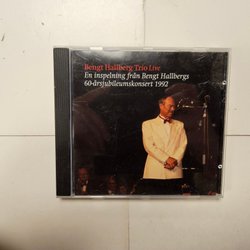 Bengt Hallberg Trio Live
En inspelning från Bengt Hallbergs
60-årsjubileumskonsert 1992